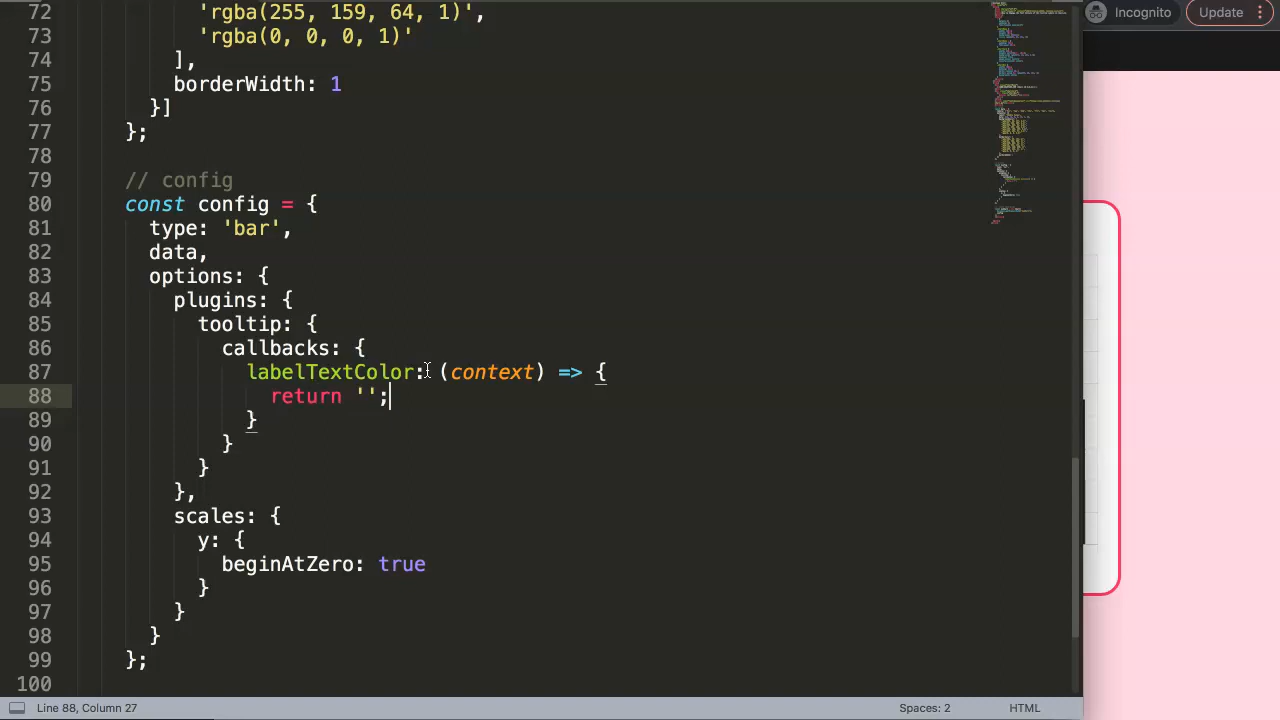 72 'rgba(255, 159, 64, 1)',
73 'rgba(0, 0, 0, 1)'
74 ],
75 borderWidth: 1
76 }]
77 };
78
79 // config
80 const config = {
81 type: 'bar',
82 data,
83 options: {
84 plugins: {
85 tooltip: {
86 callbacks: {
87 labelTextColor: (context) => {
88 return '';
89 }
90 }
91 }
92 },
93 scales: {
94 y: {
95 beginAtZero: true
96 }
97 }
98 }
99 };
100
Incognito
Update
Line 88, Column 27
Spaces: 2
HTML